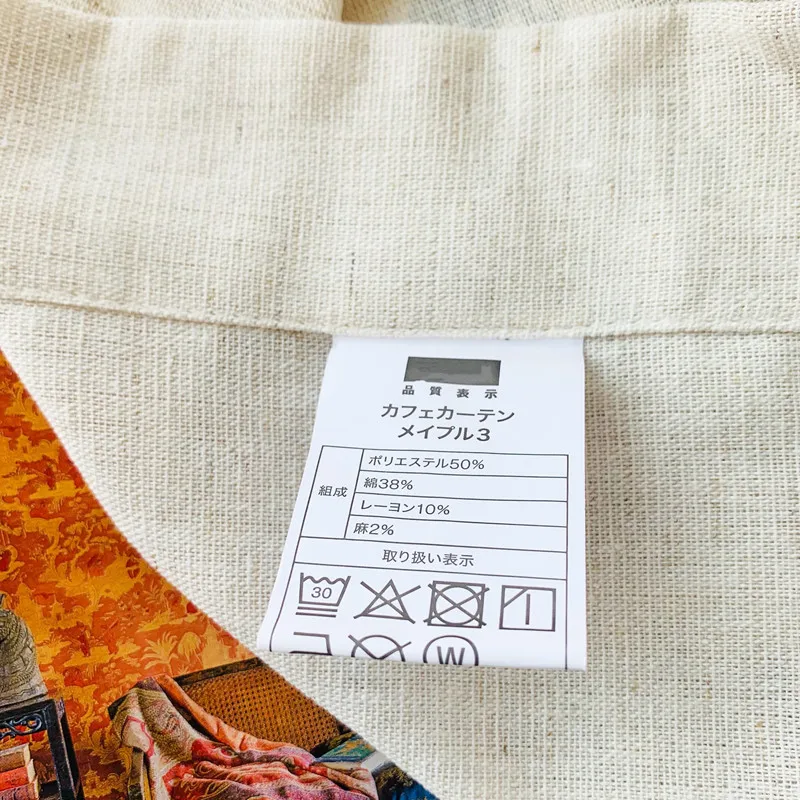 品質表示
カフェカーテン
メイプル3
組成
ポリエステル50%
綿38%
レーヨン10%
麻2%
取り扱い表示
30
W